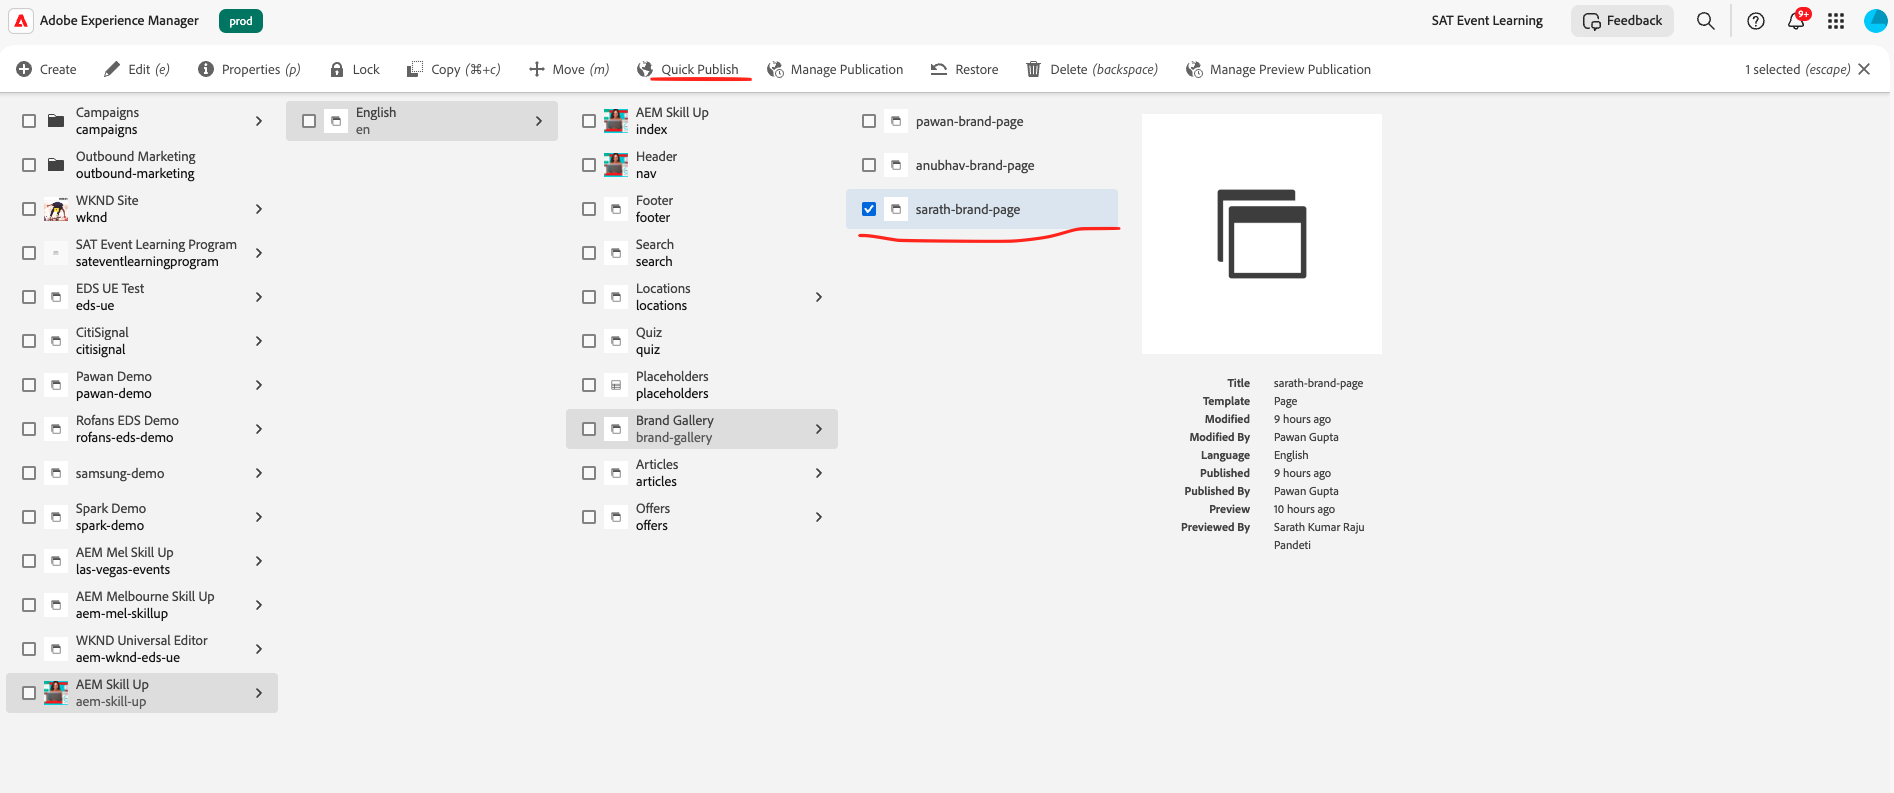 Adobe Experience Manager prod SAT Event Learning Feedback 9+
Create Edit (e) Properties (p) Lock Copy (⌘+c) Move (m) Quick Publish Manage Publication Restore Delete (backspace) Manage Preview Publication 1 selected (escape)
Campaigns
campaigns
Outbound Marketing
outbound-marketing
WKND Site
wknd
SAT Event Learning Program
sateventlearningprogram
EDS UE Test
eds-ue
CitiSignal
citisignal
Pawan Demo
pawan-demo
Rofans EDS Demo
rofans-eds-demo
samsung-demo
Spark Demo
spark-demo
AEM Mel Skill Up
las-vegas-events
AEM Melbourne Skill Up
aem-mel-skillup
WKND Universal Editor
aem-wknd-eds-ue
AEM Skill Up
aem-skill-up
English
en
AEM Skill Up
index
Header
nav
Footer
footer
Search
search
Locations
locations
Quiz
quiz
Placeholders
placeholders
Brand Gallery
brand-gallery
Articles
articles
Offers
offers
pawan-brand-page
anubhav-brand-page
sarath-brand-page
Title sarath-brand-page
Template Page
Modified 9 hours ago
Modified By Pawan Gupta
Language English
Published 9 hours ago
Published By Pawan Gupta
Preview 10 hours ago
Previewed By Sarath Kumar Raju
Pandeti